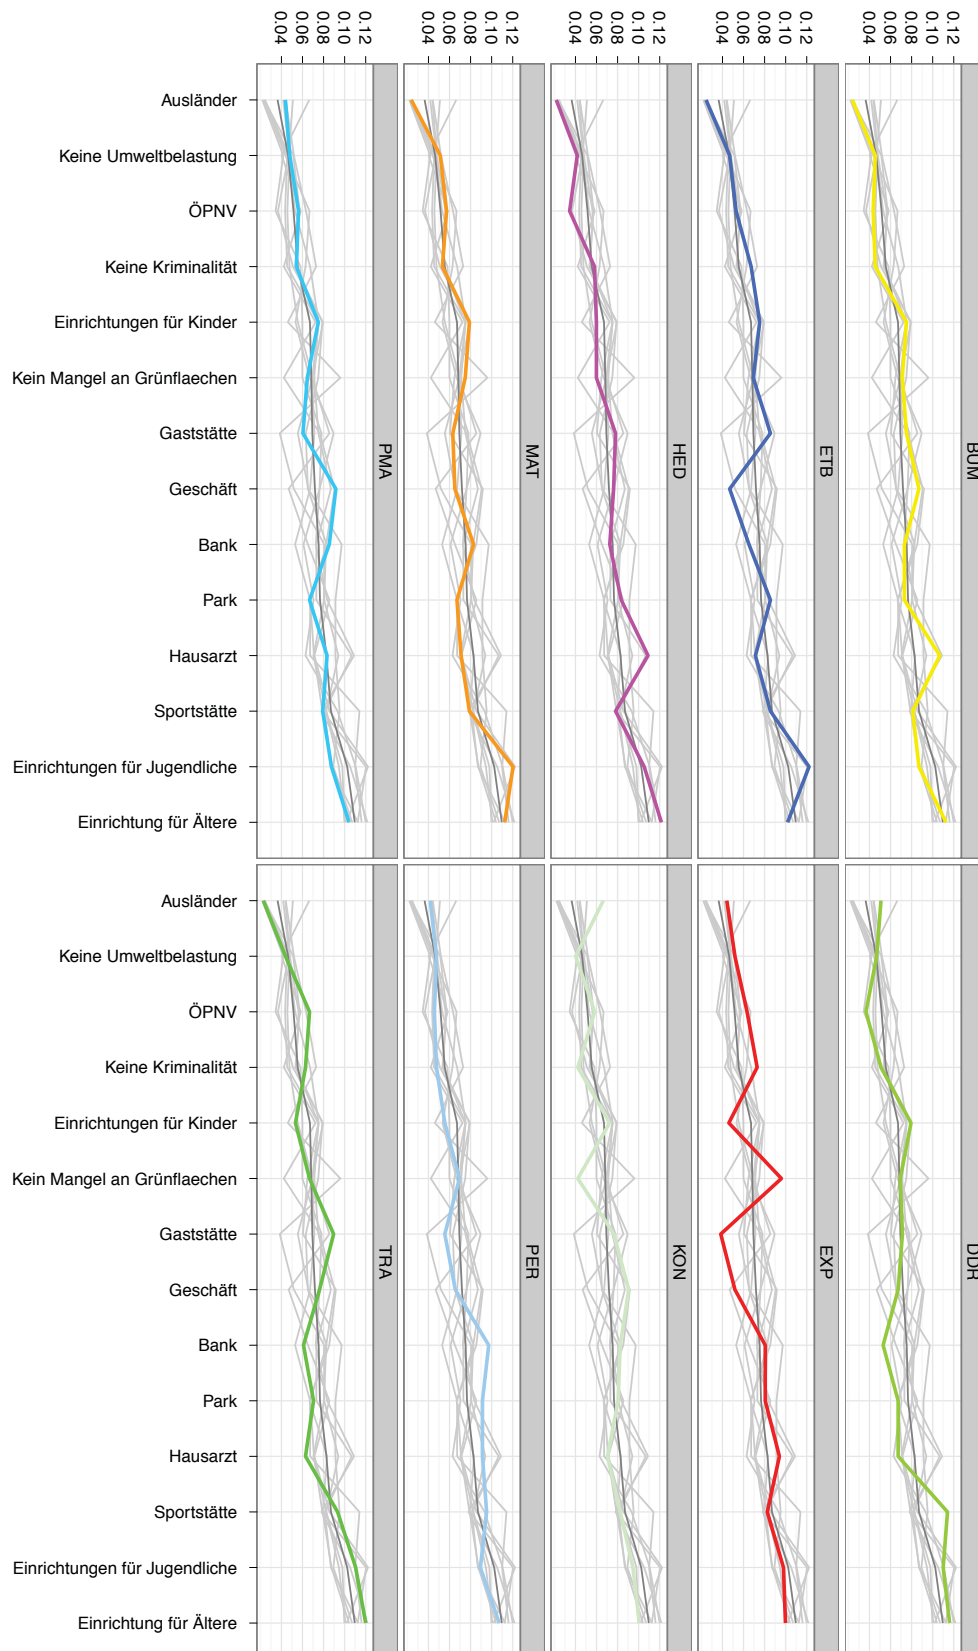 0.04 0.06 0.08 0.10 0.12
0.04 0.06 0.08 0.10 0.12
0.04 0.06 0.08 0.10 0.12
0.04 0.06 0.08 0.10 0.12
0.04 0.06 0.08 0.10 0.12
Ausländer
Keine Umweltbelastung
ÖPNV
Keine Kriminalität
Einrichtungen für Kinder
Kein Mangel an Grünflaechen
Gaststätte
Geschäft
Bank
Park
Hausarzt
Sportstätte
Einrichtungen für Jugendliche
Einrichtung für Ältere
PMA
MAT
HED
ETB
BUM
Ausländer
Keine Umweltbelastung
ÖPNV
Keine Kriminalität
Einrichtungen für Kinder
Kein Mangel an Grünflaechen
Gaststätte
Geschäft
Bank
Park
Hausarzt
Sportstätte
Einrichtungen für Jugendliche
Einrichtung für Ältere
TRA
PER
KON
EXP
DDR